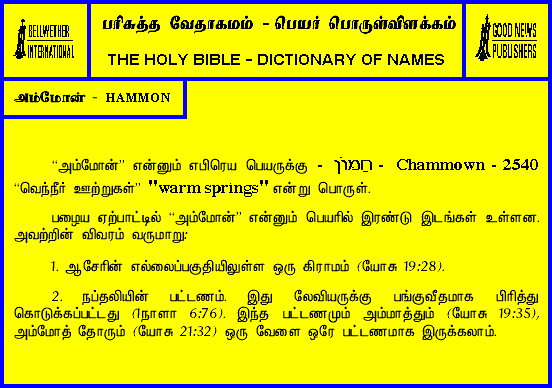 BELLWETHER
INTERNATIONAL
பரிசுத்த வேதாகமம் - பெயர் பொருள்விளக்கம்
THE HOLY BIBLE - DICTIONARY OF NAMES
GOOD NEWS
PUBLISHERS
அம்மோன் - HAMMON
“அம்மோன்” என்னும் எபிரெய பெயருக்கு - חַמּוֹן - Chammown - 2540
“வெந்நீர் ஊற்றுகள்” "warm springs" என்று பொருள்.
பழைய ஏற்பாட்டில் “அம்மோன்” என்னும் பெயரில் இரண்டு இடங்கள் உள்ளன.
அவற்றின் விவரம் வருமாறு:
1. ஆசேரின் எல்லைப்பகுதியிலுள்ள ஒரு கிராமம் (யோசு 19:28).
2. நப்தலியின் பட்டணம். இது லேவியருக்கு பங்குவீதமாக பிரித்து
கொடுக்கப்பட்டது (1நாளா 6:76). இந்த பட்டணமும் அம்மாத்தும் (யோசு 19:35),
அம்மோத் தோரும் (யோசு 21:32) ஒரு வேளை ஒரே பட்டணமாக இருக்கலாம்.